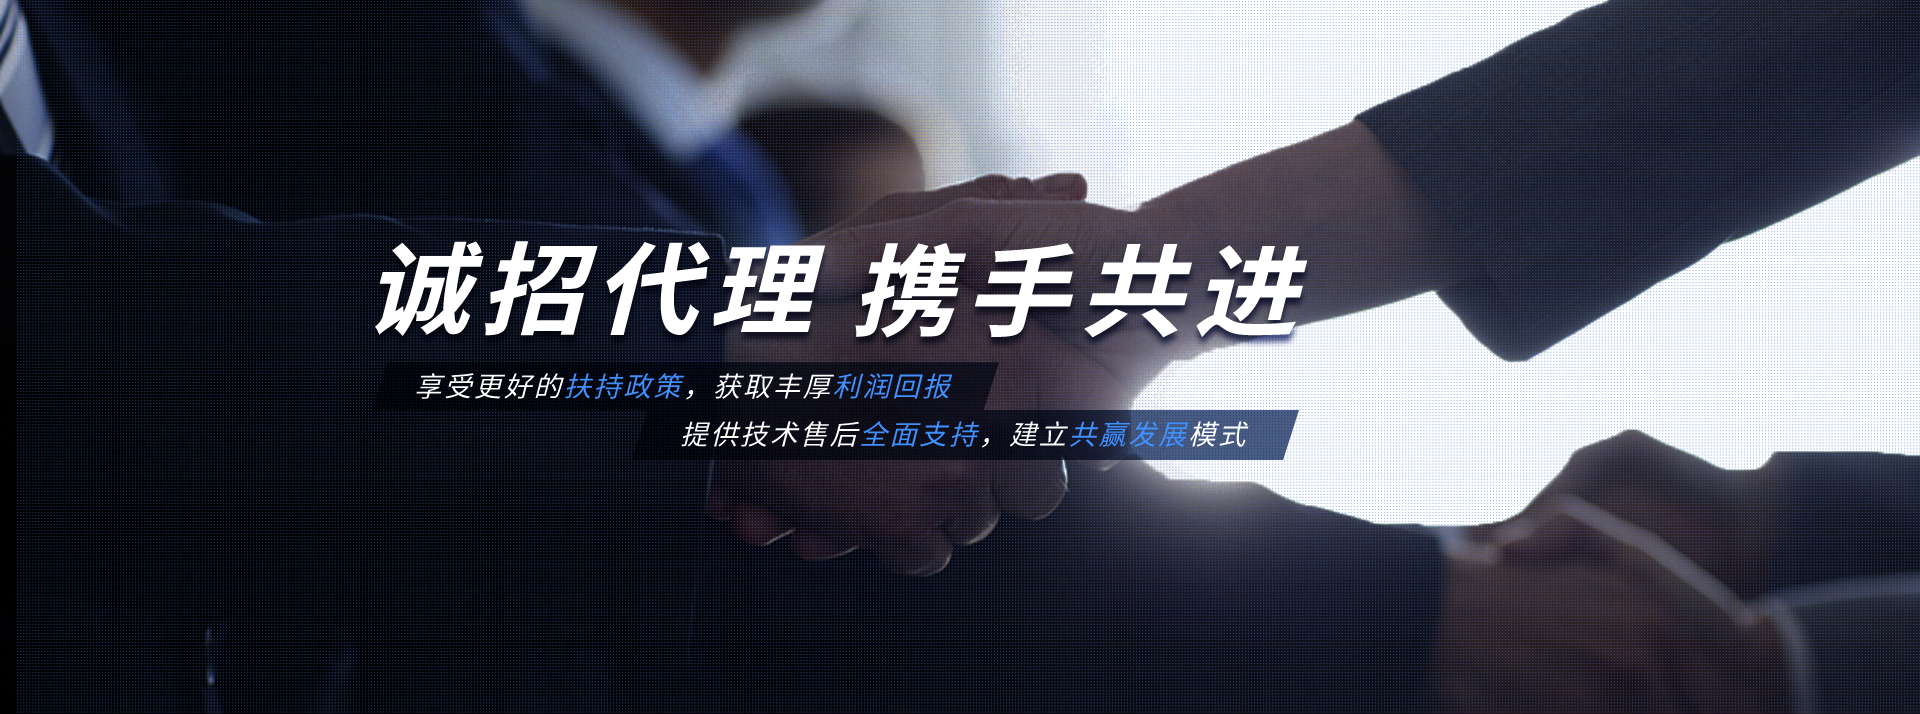 诚招代理 携手共进
享受更好的扶持政策，获取丰厚利润回报
提供技术售后全面支持，建立共赢发展模式